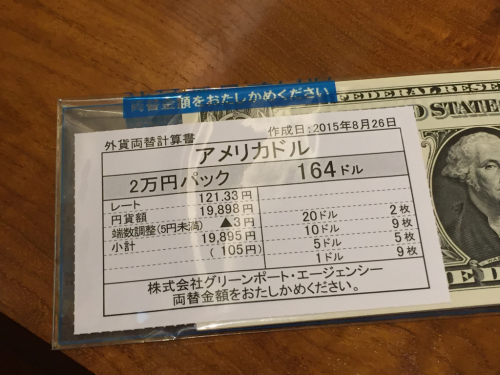 両替金額をおたしかめください
FEDERAL RESE
D STATES
外貨両替計算書 作成日:2015年8月26日
アメリカドル
2万円パック 164ドル
レート 121.33円
円貨額 19,898円
端数調整(5円未満) ▲3円 20ドル 2枚
小計 19,895円 10ドル 9枚
( 105円) 5ドル 5枚
1ドル 9枚
株式会社グリーンポート・エージェンシー
両替金額をおたしかめください。